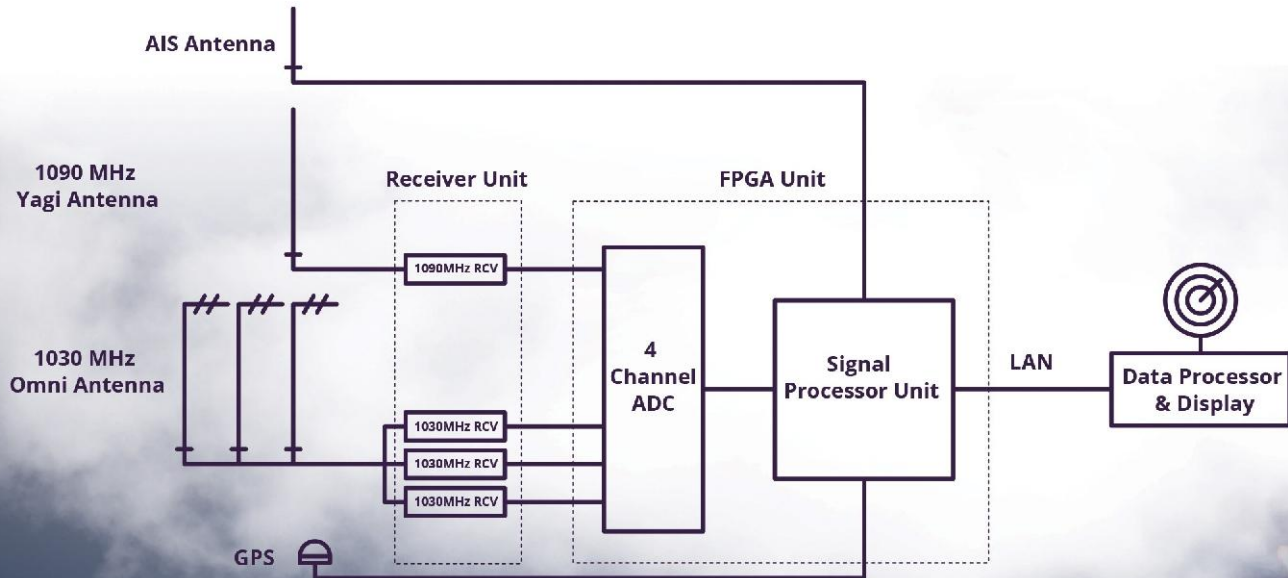 AIS Antenna
1090 MHz
Yagi Antenna
Receiver Unit
FPGA Unit
1090MHz RCV
1030 MHz
Omni Antenna
4
Channel
ADC
Signal
Processor Unit
LAN
Data Processor
& Display
1030MHz RCV
1030MHz RCV
1030MHz RCV
GPS